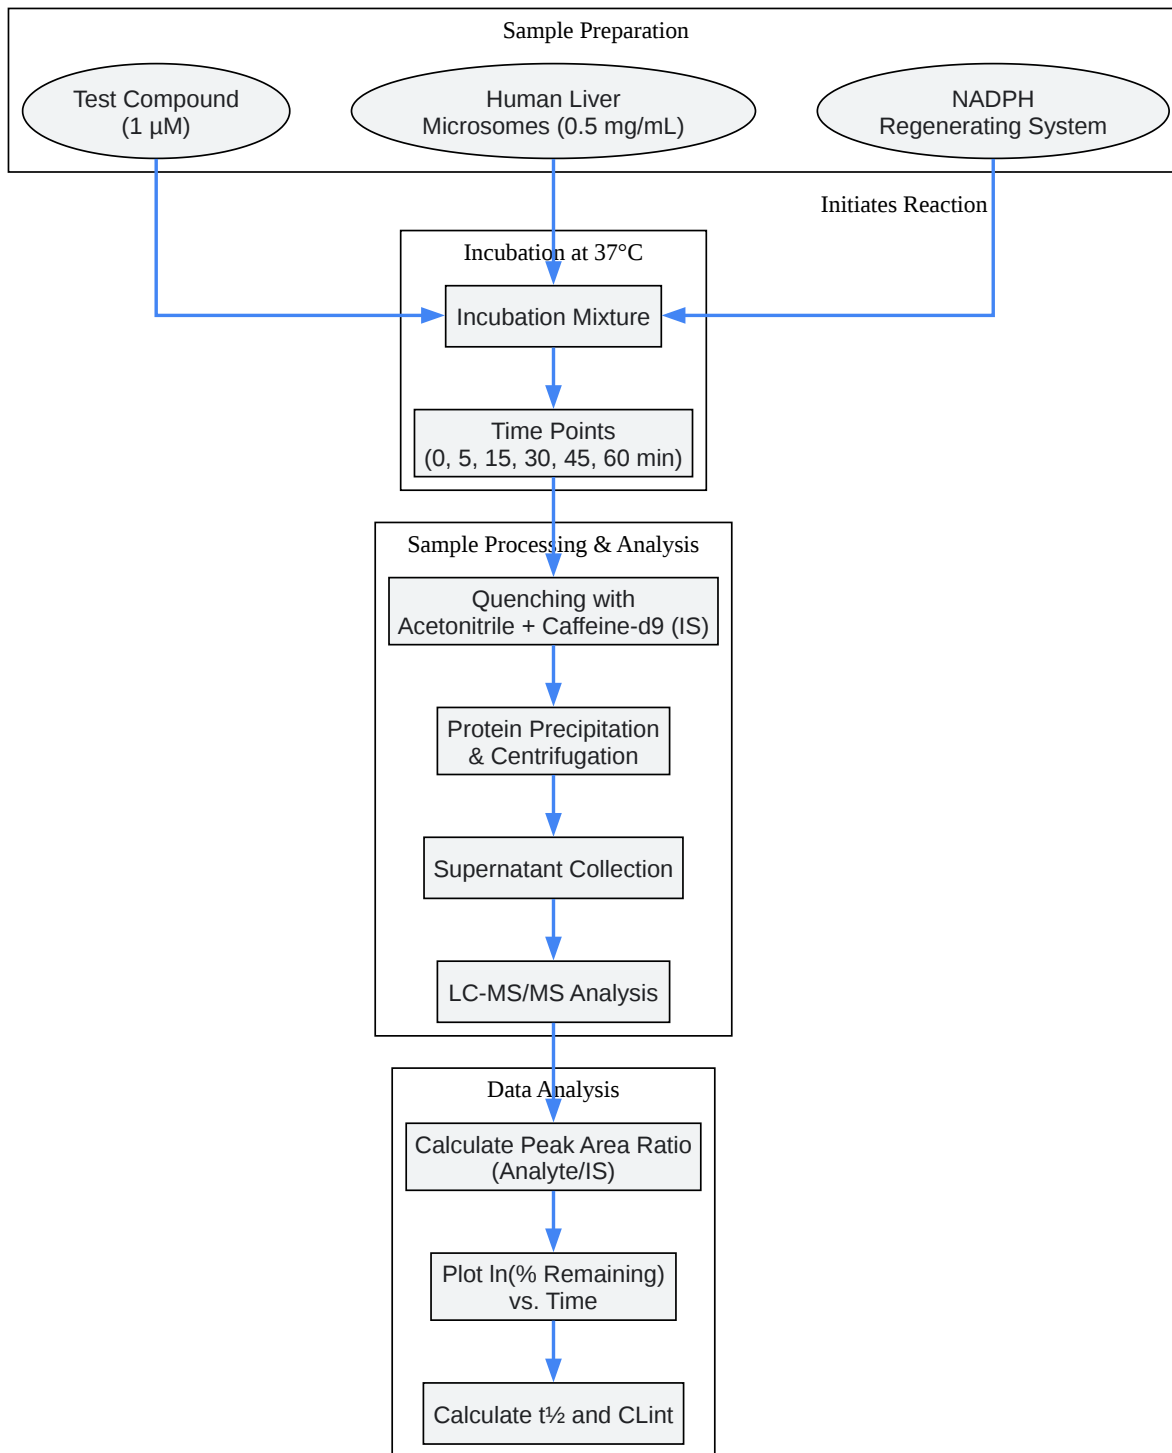 Sample Preparation
Test Compound
(1 µM)
Human Liver
Microsomes (0.5 mg/mL)
NADPH
Regenerating System
Initiates Reaction
Incubation at 37°C
Incubation Mixture
Time Points
(0, 5, 15, 30, 45, 60 min)
Sample Processing & Analysis
Quenching with
Acetonitrile + Caffeine-d9 (IS)
Protein Precipitation
& Centrifugation
Supernatant Collection
LC-MS/MS Analysis
Data Analysis
Calculate Peak Area Ratio
(Analyte/IS)
Plot ln(% Remaining)
vs. Time
Calculate t½ and CLint